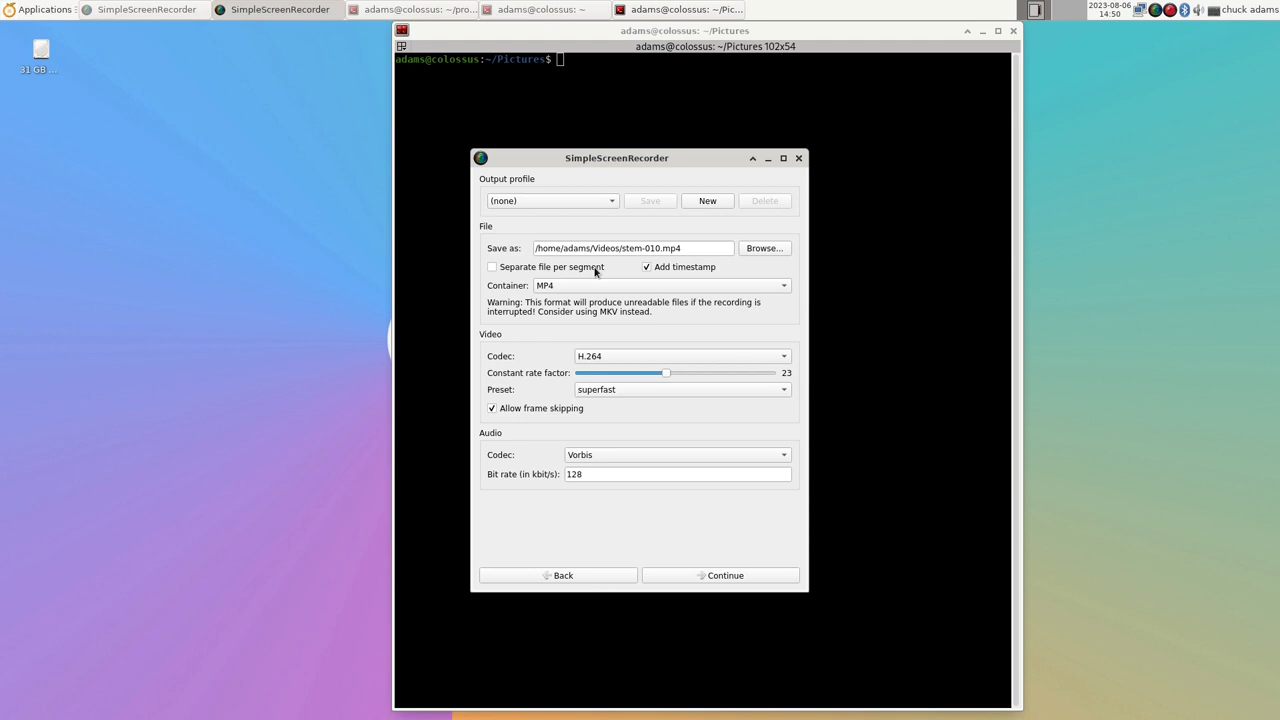 Applications
SimpleScreenRecorder
SimpleScreenRecorder
adams@colossus: ~/pro...
adams@colossus: ~
adams@colossus: ~/Pic...
2023-08-06
14:50
chuck adams
adams@colossus: ~/Pictures
adams@colossus: ~/Pictures 102x54
adams@colossus:~/Pictures$
31 GB ...
SimpleScreenRecorder
Output profile
(none)
Save
New
Delete
File
Save as:
/home/adams/Videos/stem-010.mp4
Browse...
Separate file per segment
Add timestamp
Container:
MP4
Warning: This format will produce unreadable files if the recording is
interrupted! Consider using MKV instead.
Video
Codec:
H.264
Constant rate factor:
23
Preset:
superfast
Allow frame skipping
Audio
Codec:
Vorbis
Bit rate (in kbit/s):
128
Back
Continue